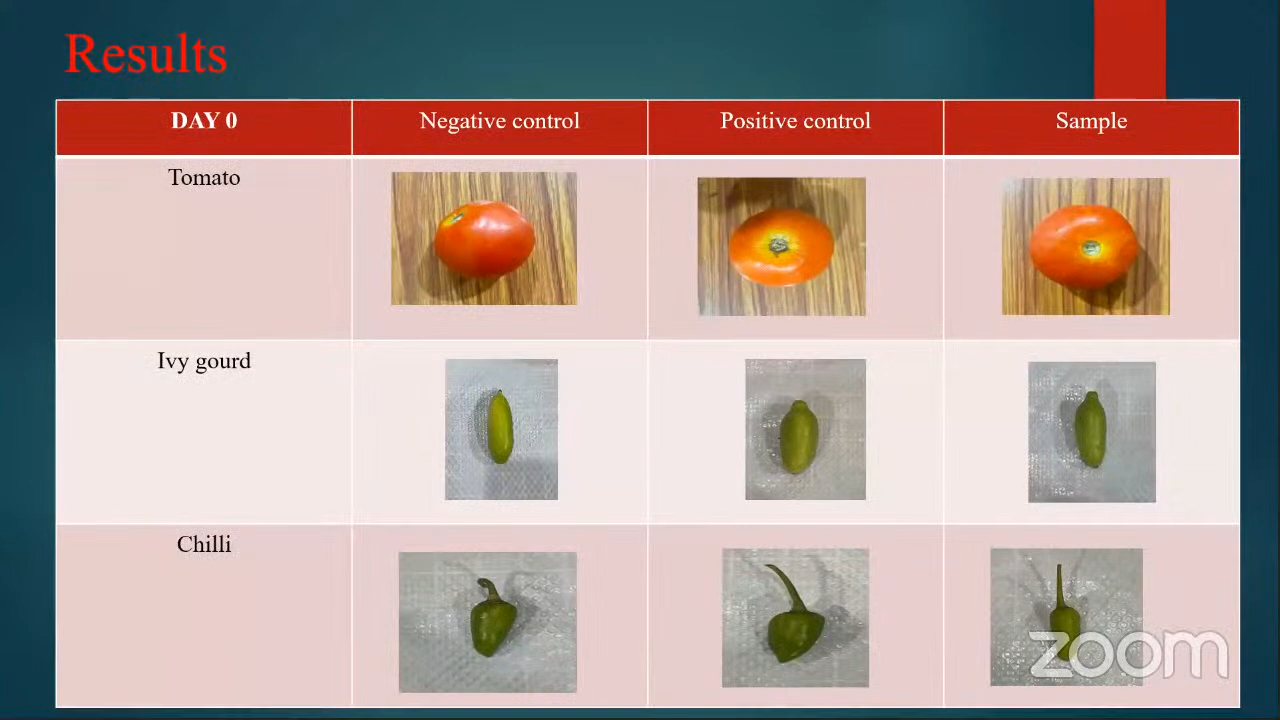 Results
DAY 0 Negative control Positive control Sample
Tomato
Ivy gourd
Chilli
zoom